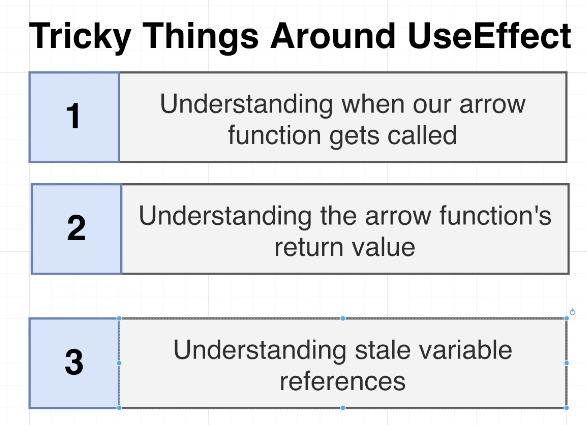 Tricky Things Around UseEffect
1
Understanding when our arrow
function gets called
2
Understanding the arrow function's
return value
3
Understanding stale variable
references